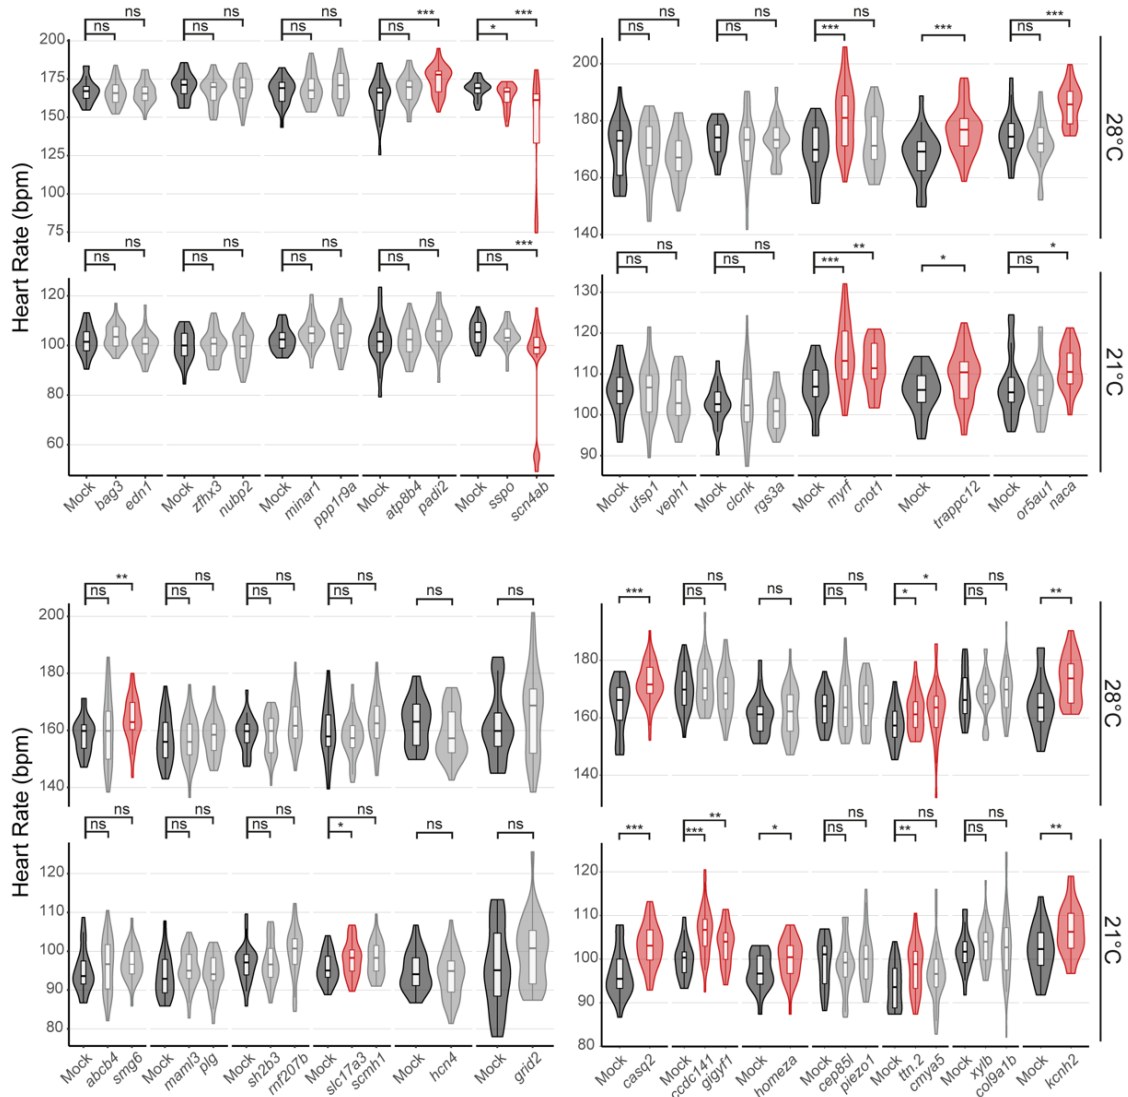 ns ns ns ns ns ns ns *** * ***
Heart Rate (bpm)
200
175
150
125
100
75
ns ns ns ns ns ns ns ns ns ***
120
100
80
60
Mock bag3 edn1 Mock zfhx3 nubp2 Mock minar1 ppp1r9a Mock atp8b4 padi2 Mock sspo scn4ab
ns ns ns ns *** ns *** ns ***
200
180
160
140
28°C
ns ns ns ns *** ** * ns *
130
120
110
100
90
21°C
Mock ufsp1 veph1 Mock clcnk rgs3a Mock myrf cnot1 Mock trappc12 Mock or5au1 naca
ns ** ns ns ns ns ns ns ns ns
Heart Rate (bpm)
200
180
160
140
ns ns ns ns ns ns * ns ns ns
120
110
100
90
80
Mock abcb4 smg6 Mock maml3 plg Mock sh2b3 rnf207b Mock slc17a3 scmh1 Mock hcn4 Mock grid2
*** ns ns ns ns ns * * ns ns **
180
160
140
28°C
*** *** ** * ns ns ** ns ns ns **
120
110
100
90
80
21°C
Mock casq2 Mock ccdc141 gigyf1 Mock homeza Mock cep85l piezo1 Mock ttn.2 cmya5 Mock xylb col9a1b Mock kcnh2